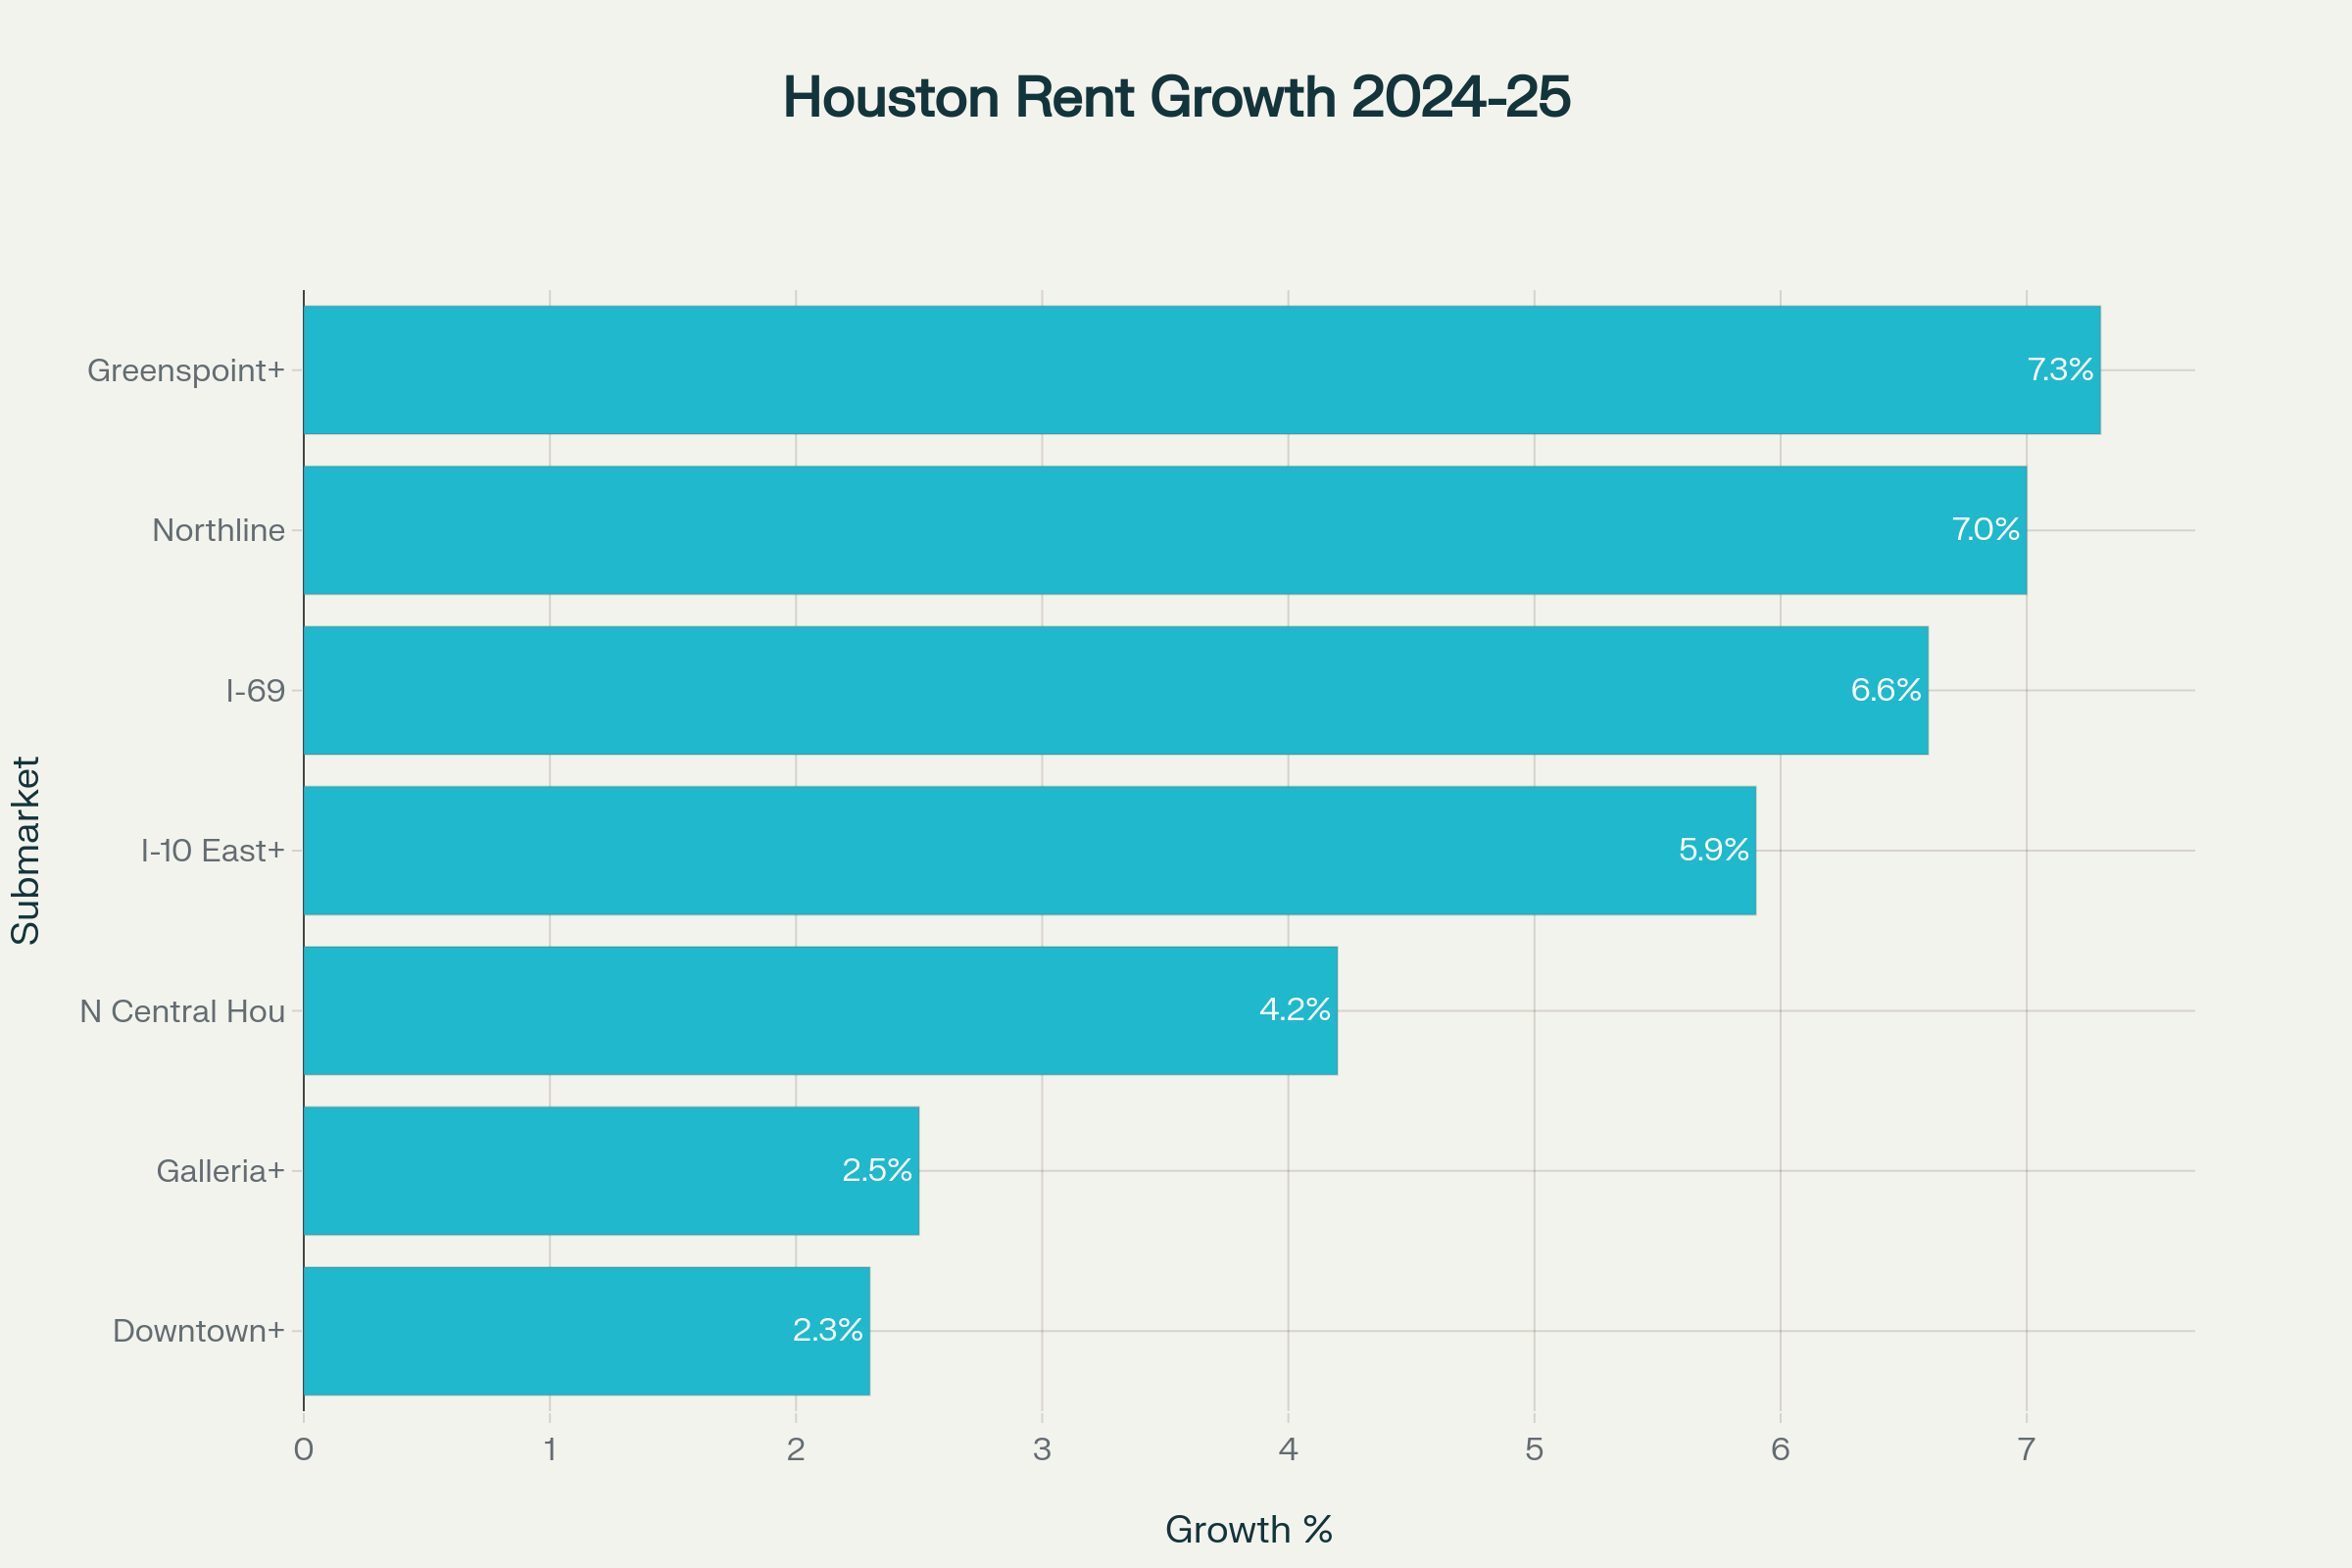 Houston Rent Growth 2024-25
Submarket
Greenspoint+
7.3%
Northline
7.0%
I-69
6.6%
I-10 East+
5.9%
N Central Hou
4.2%
Galleria+
2.5%
Downtown+
2.3%
0 1 2 3 4 5 6 7
Growth %